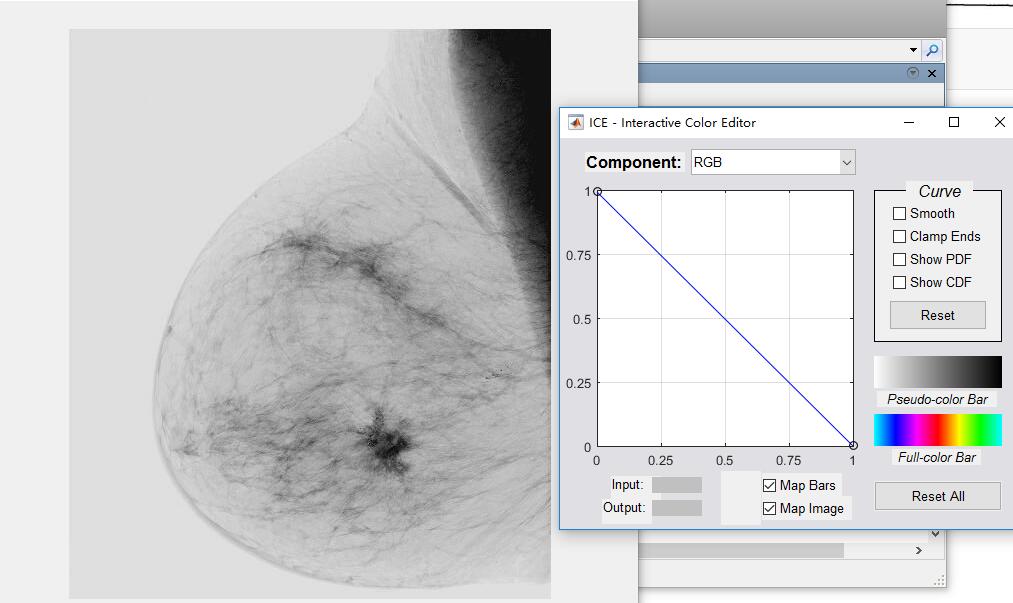 ICE - Interactive Color Editor
Component: RGB
Curve
Smooth
Clamp Ends
Show PDF
Show CDF
Reset
1
0.75
0.5
0.25
0
0 0.25 0.5 0.75 1
Pseudo-color Bar
Full-color Bar
Input:
Map Bars
Output:
Map Image
Reset All